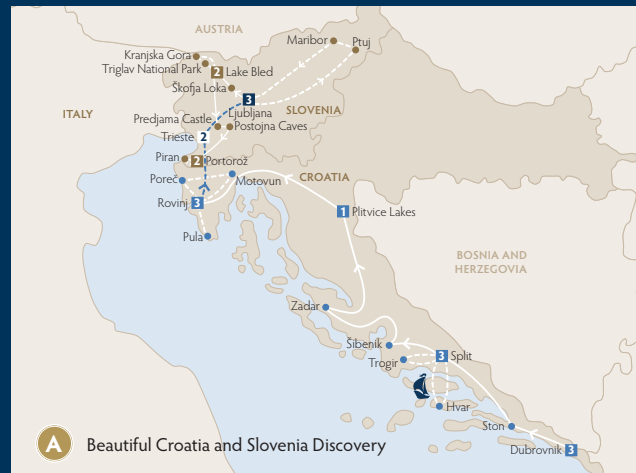 AUSTRIA
Maribor
Ptuj
Kranjska Gora
Triglav National Park
2 Lake Bled
Škofja Loka
3
Ljubljana
ITALY
SLOVENIA
Predjama Castle
Postojna Caves
Trieste 2
Piran
2 Portorož
Poreč
Motovun
CROATIA
Rovinj 3
1 Plitvice Lakes
Pula
BOSNIA AND
HERZEGOVIA
Zadar
Šibenik
Trogir
3 Split
Hvar
Ston
Dubrovnik 3
A Beautiful Croatia and Slovenia Discovery